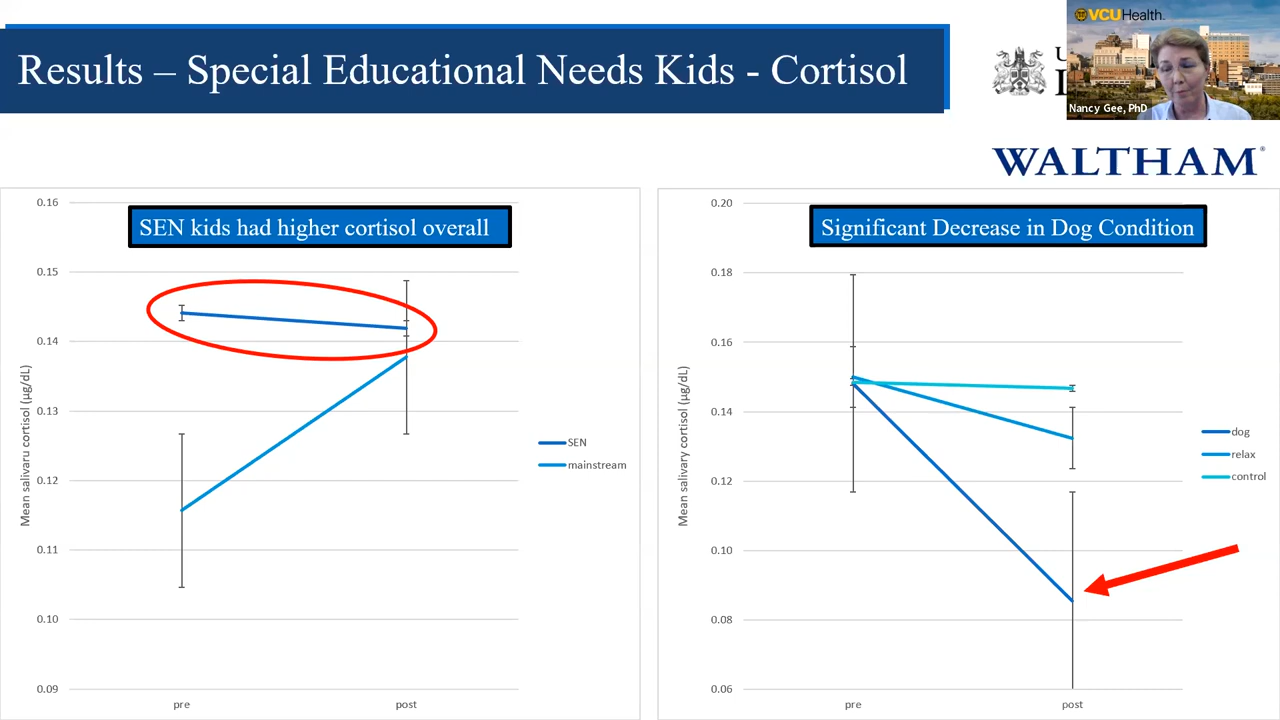 VCUHealth.
Results – Special Educational Needs Kids - Cortisol
Nancy Gee, PhD
WALTHAM®
SEN kids had higher cortisol overall
0.16
0.15
0.14
0.13
0.12
0.11
0.10
0.09
Mean salivaru cortisol (µg/dL)
pre
post
SEN
mainstream
Significant Decrease in Dog Condition
0.20
0.18
0.16
0.14
0.12
0.10
0.08
0.06
Mean salivary cortisol (µg/dL)
pre
post
dog
relax
control